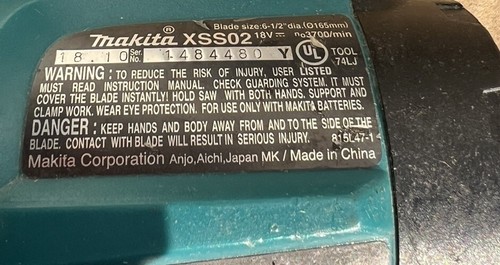 Makita® XSS02 Blade size:6-1/2"dia.(Ø165mm)
18V⎓ n₀3700/min
18.10 Ser. No. 1484480 Y UL LISTED TOOL 74LJ
WARNING: TO REDUCE THE RISK OF INJURY, USER
MUST READ INSTRUCTION MANUAL. CHECK GUARDING SYSTEM, IT MUST
COVER THE BLADE INSTANTLY! HOLD SAW WITH BOTH HANDS. SUPPORT AND
CLAMP WORK. WEAR EYE PROTECTION. FOR USE ONLY WITH MAKITA BATTERIES.
DANGER: KEEP HANDS AND BODY AWAY FROM AND TO THE SIDE OF THE
BLADE. CONTACT WITH BLADE WILL RESULT IN SERIOUS INJURY. 815L47-1
Makita Corporation Anjo,Aichi,Japan MK / Made in China